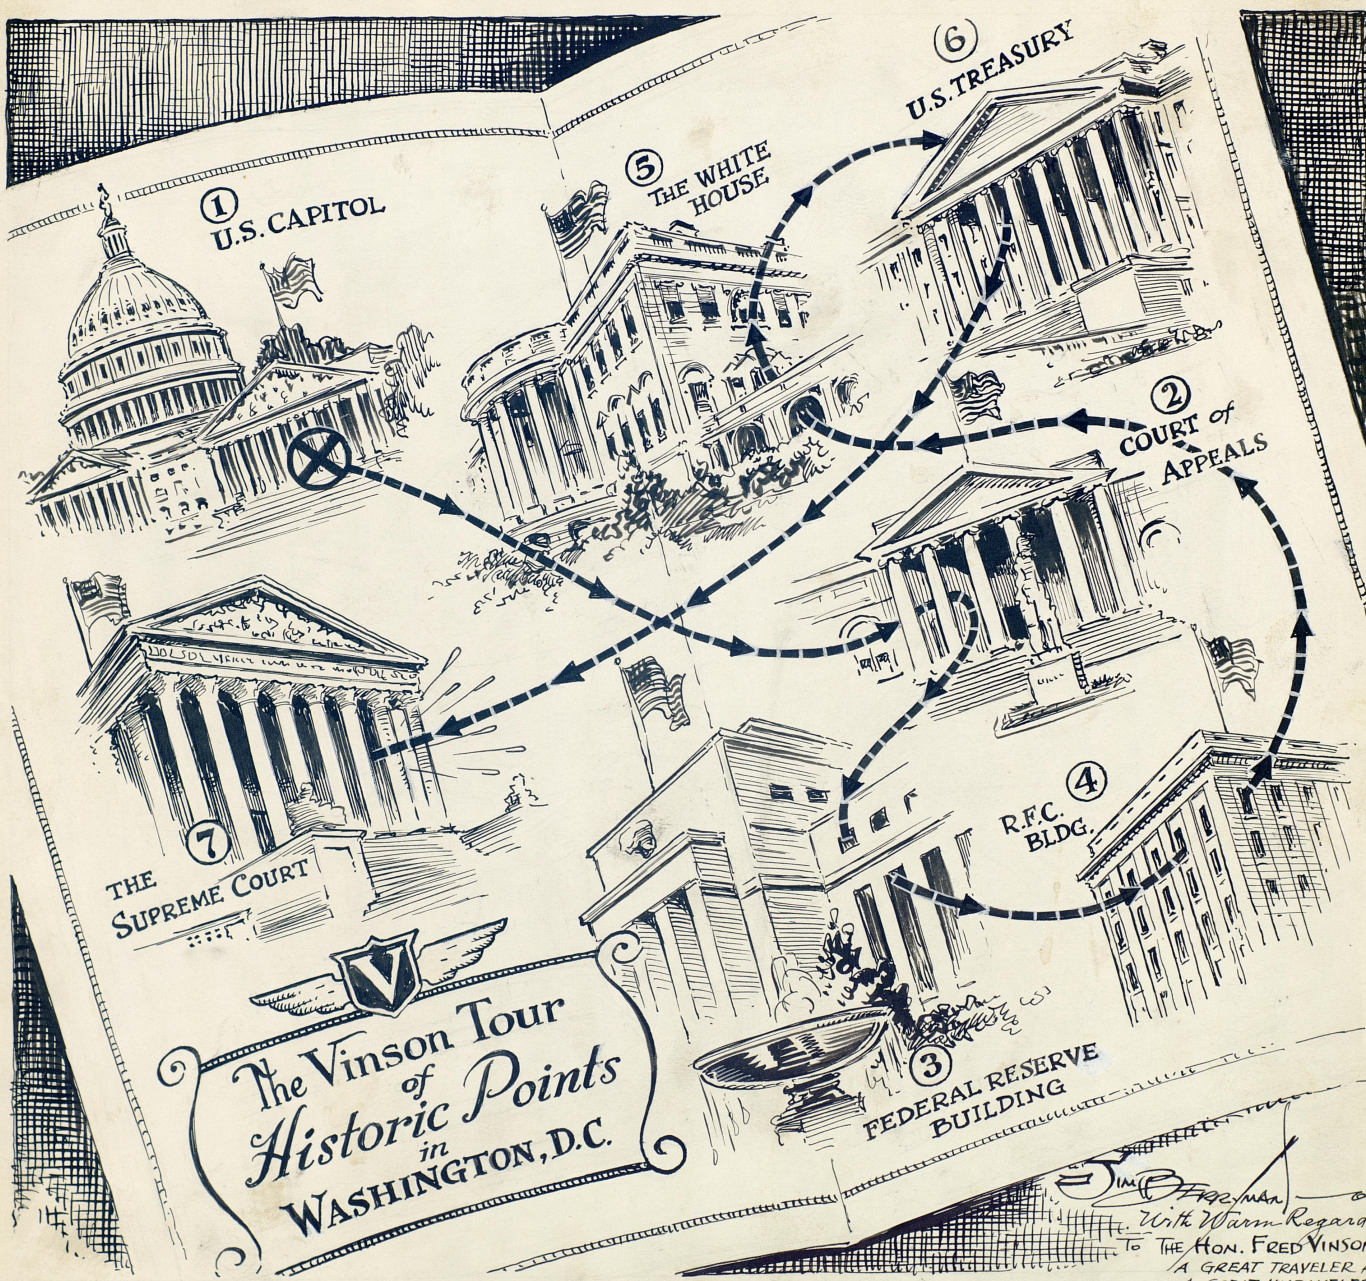 6
U.S. TREASURY
5
THE WHITE
HOUSE
1
U.S. CAPITOL
2
COURT of
APPEALS
4
R.F.C.
BLDG.
7
THE
SUPREME COURT
V
The Vinson Tour
of
Historic Points
in
WASHINGTON, D.C.
3
FEDERAL RESERVE
BUILDING
JIM BERRYMAN
With Warm Regard
TO THE HON. FRED VINSON
A GREAT TRAVELER